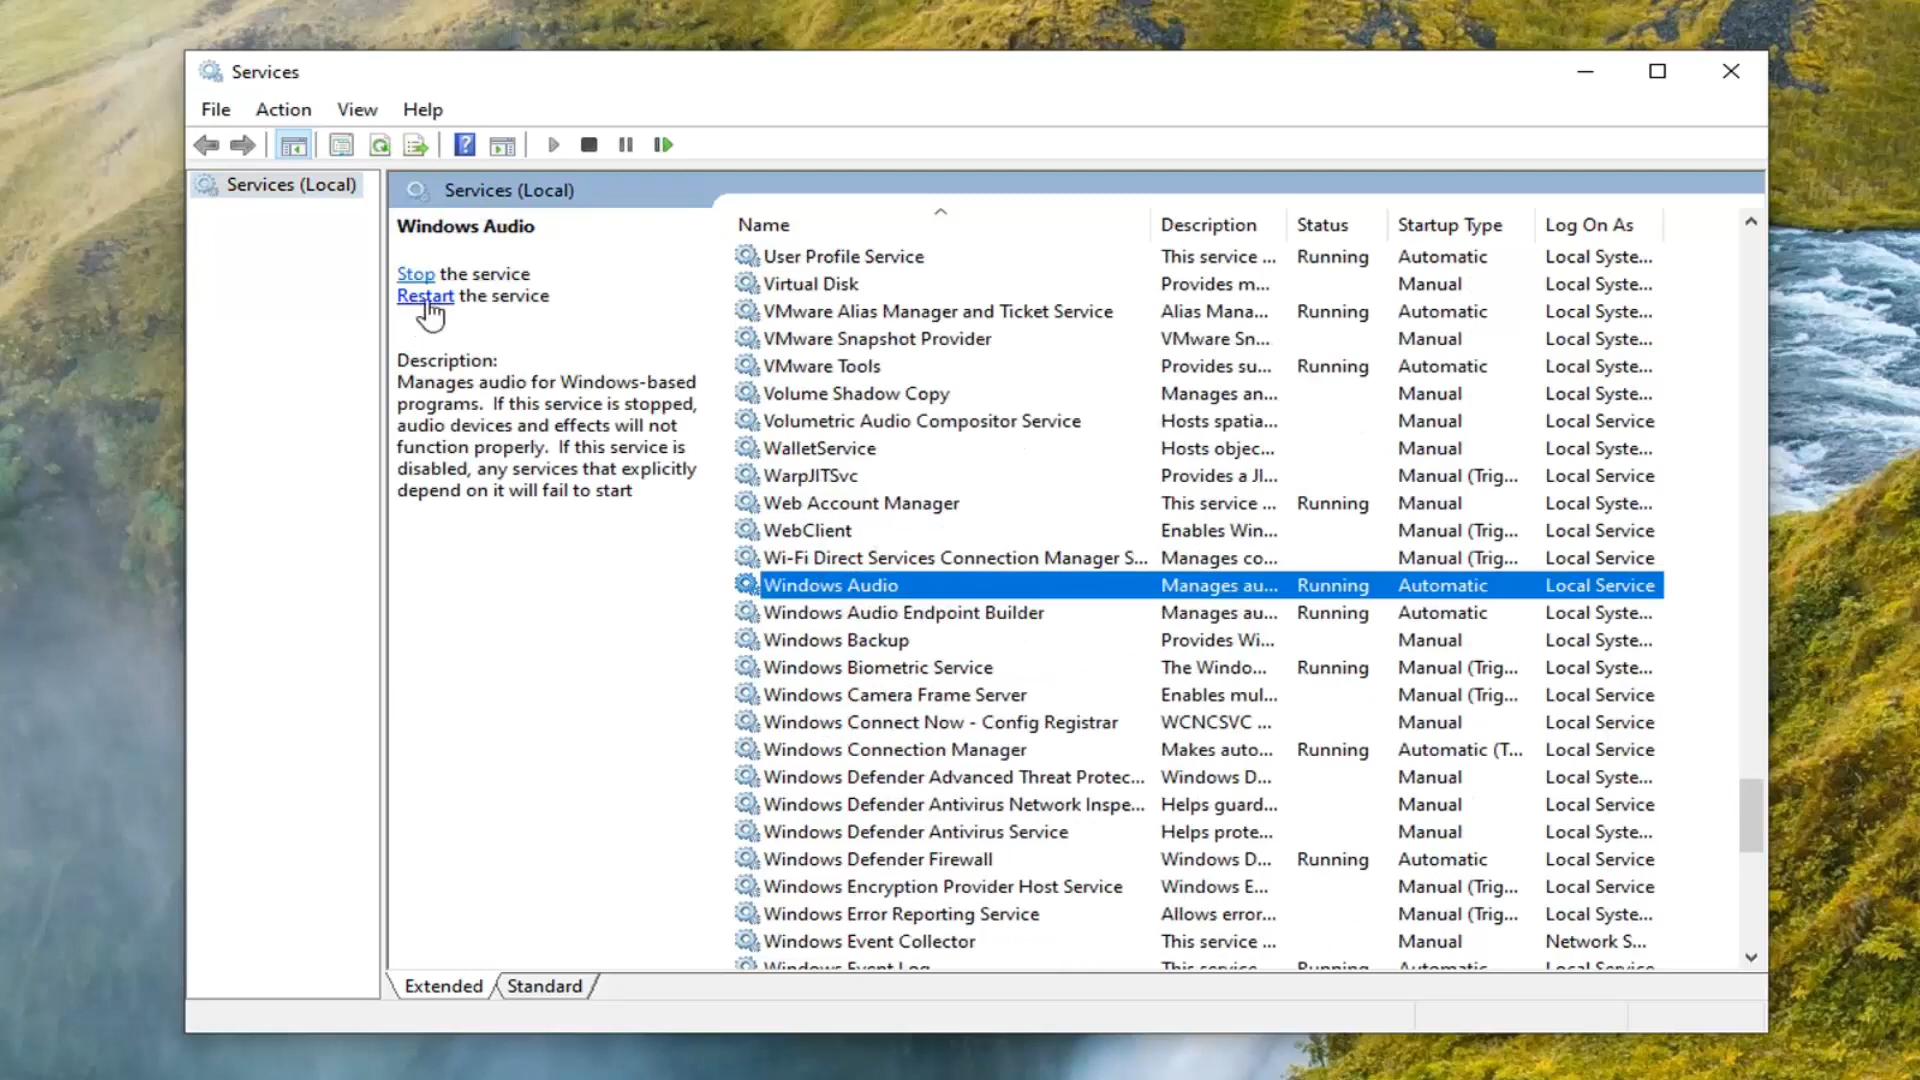 Services
File Action View Help
Services (Local)
Services (Local)
Windows Audio
Stop the service
Restart the service
Description:
Manages audio for Windows-based
programs. If this service is stopped,
audio devices and effects will not
function properly. If this service is
disabled, any services that explicitly
depend on it will fail to start
Name Description Status Startup Type Log On As
User Profile Service This service ... Running Automatic Local Syste...
Virtual Disk Provides m... Manual Local Syste...
VMware Alias Manager and Ticket Service Alias Mana... Running Automatic Local Syste...
VMware Snapshot Provider VMware Sn... Manual Local Syste...
VMware Tools Provides su... Running Automatic Local Syste...
Volume Shadow Copy Manages an... Manual Local Syste...
Volumetric Audio Compositor Service Hosts spatia... Manual Local Service
WalletService Hosts objec... Manual Local Syste...
WarpJITSvc Provides a JI... Manual (Trig... Local Service
Web Account Manager This service ... Running Manual Local Syste...
WebClient Enables Win... Manual (Trig... Local Service
Wi-Fi Direct Services Connection Manager S... Manages co... Manual (Trig... Local Service
Windows Audio Manages au... Running Automatic Local Service
Windows Audio Endpoint Builder Manages au... Running Automatic Local Syste...
Windows Backup Provides Wi... Manual Local Syste...
Windows Biometric Service The Windo... Running Manual (Trig... Local Syste...
Windows Camera Frame Server Enables mul... Manual (Trig... Local Service
Windows Connect Now - Config Registrar WCNCSVC ... Manual Local Service
Windows Connection Manager Makes auto... Running Automatic (T... Local Service
Windows Defender Advanced Threat Protec... Windows D... Manual Local Syste...
Windows Defender Antivirus Network Inspe... Helps guard... Manual Local Service
Windows Defender Antivirus Service Helps prote... Manual Local Syste...
Windows Defender Firewall Windows D... Running Automatic Local Service
Windows Encryption Provider Host Service Windows E... Manual (Trig... Local Service
Windows Error Reporting Service Allows error... Manual (Trig... Local Syste...
Windows Event Collector This service ... Manual Network S...
Windows Event Log This service Running Automatic Local Service
Extended Standard